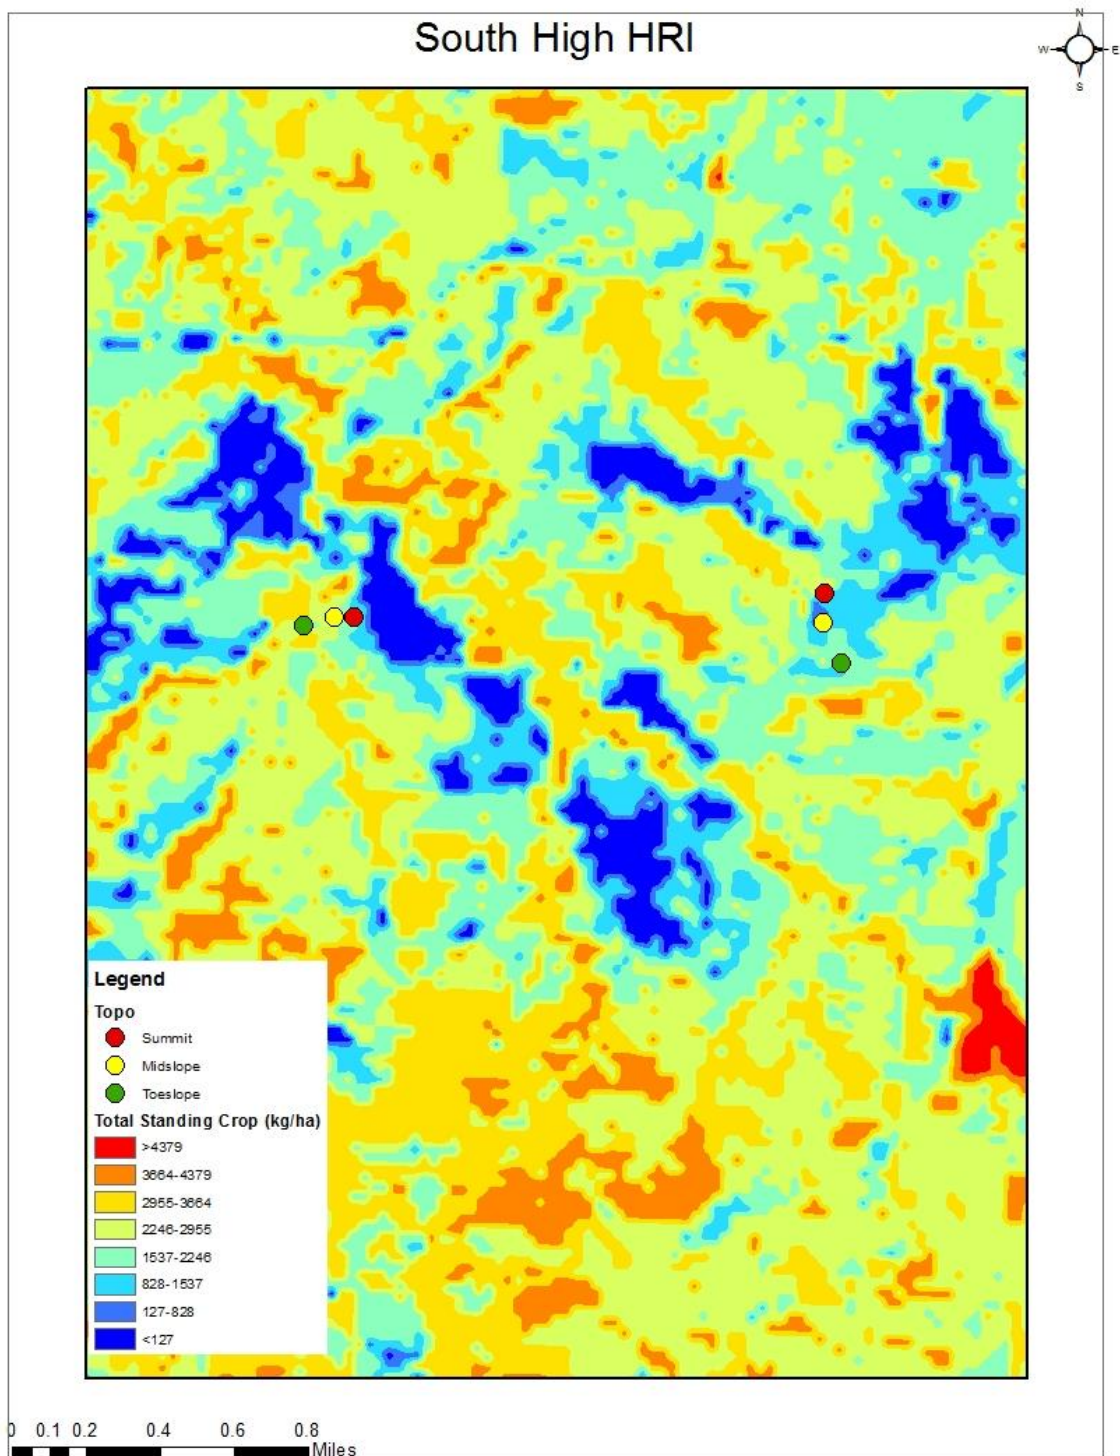 South High HRI
N
W
E
S
Legend
Topo
Summit
Midslope
Toeslope
Total Standing Crop (kg/ha)
>4379
3664-4379
2955-3664
2246-2955
1537-2246
828-1537
127-828
<127
0 0.1 0.2 0.4 0.6 0.8
Miles